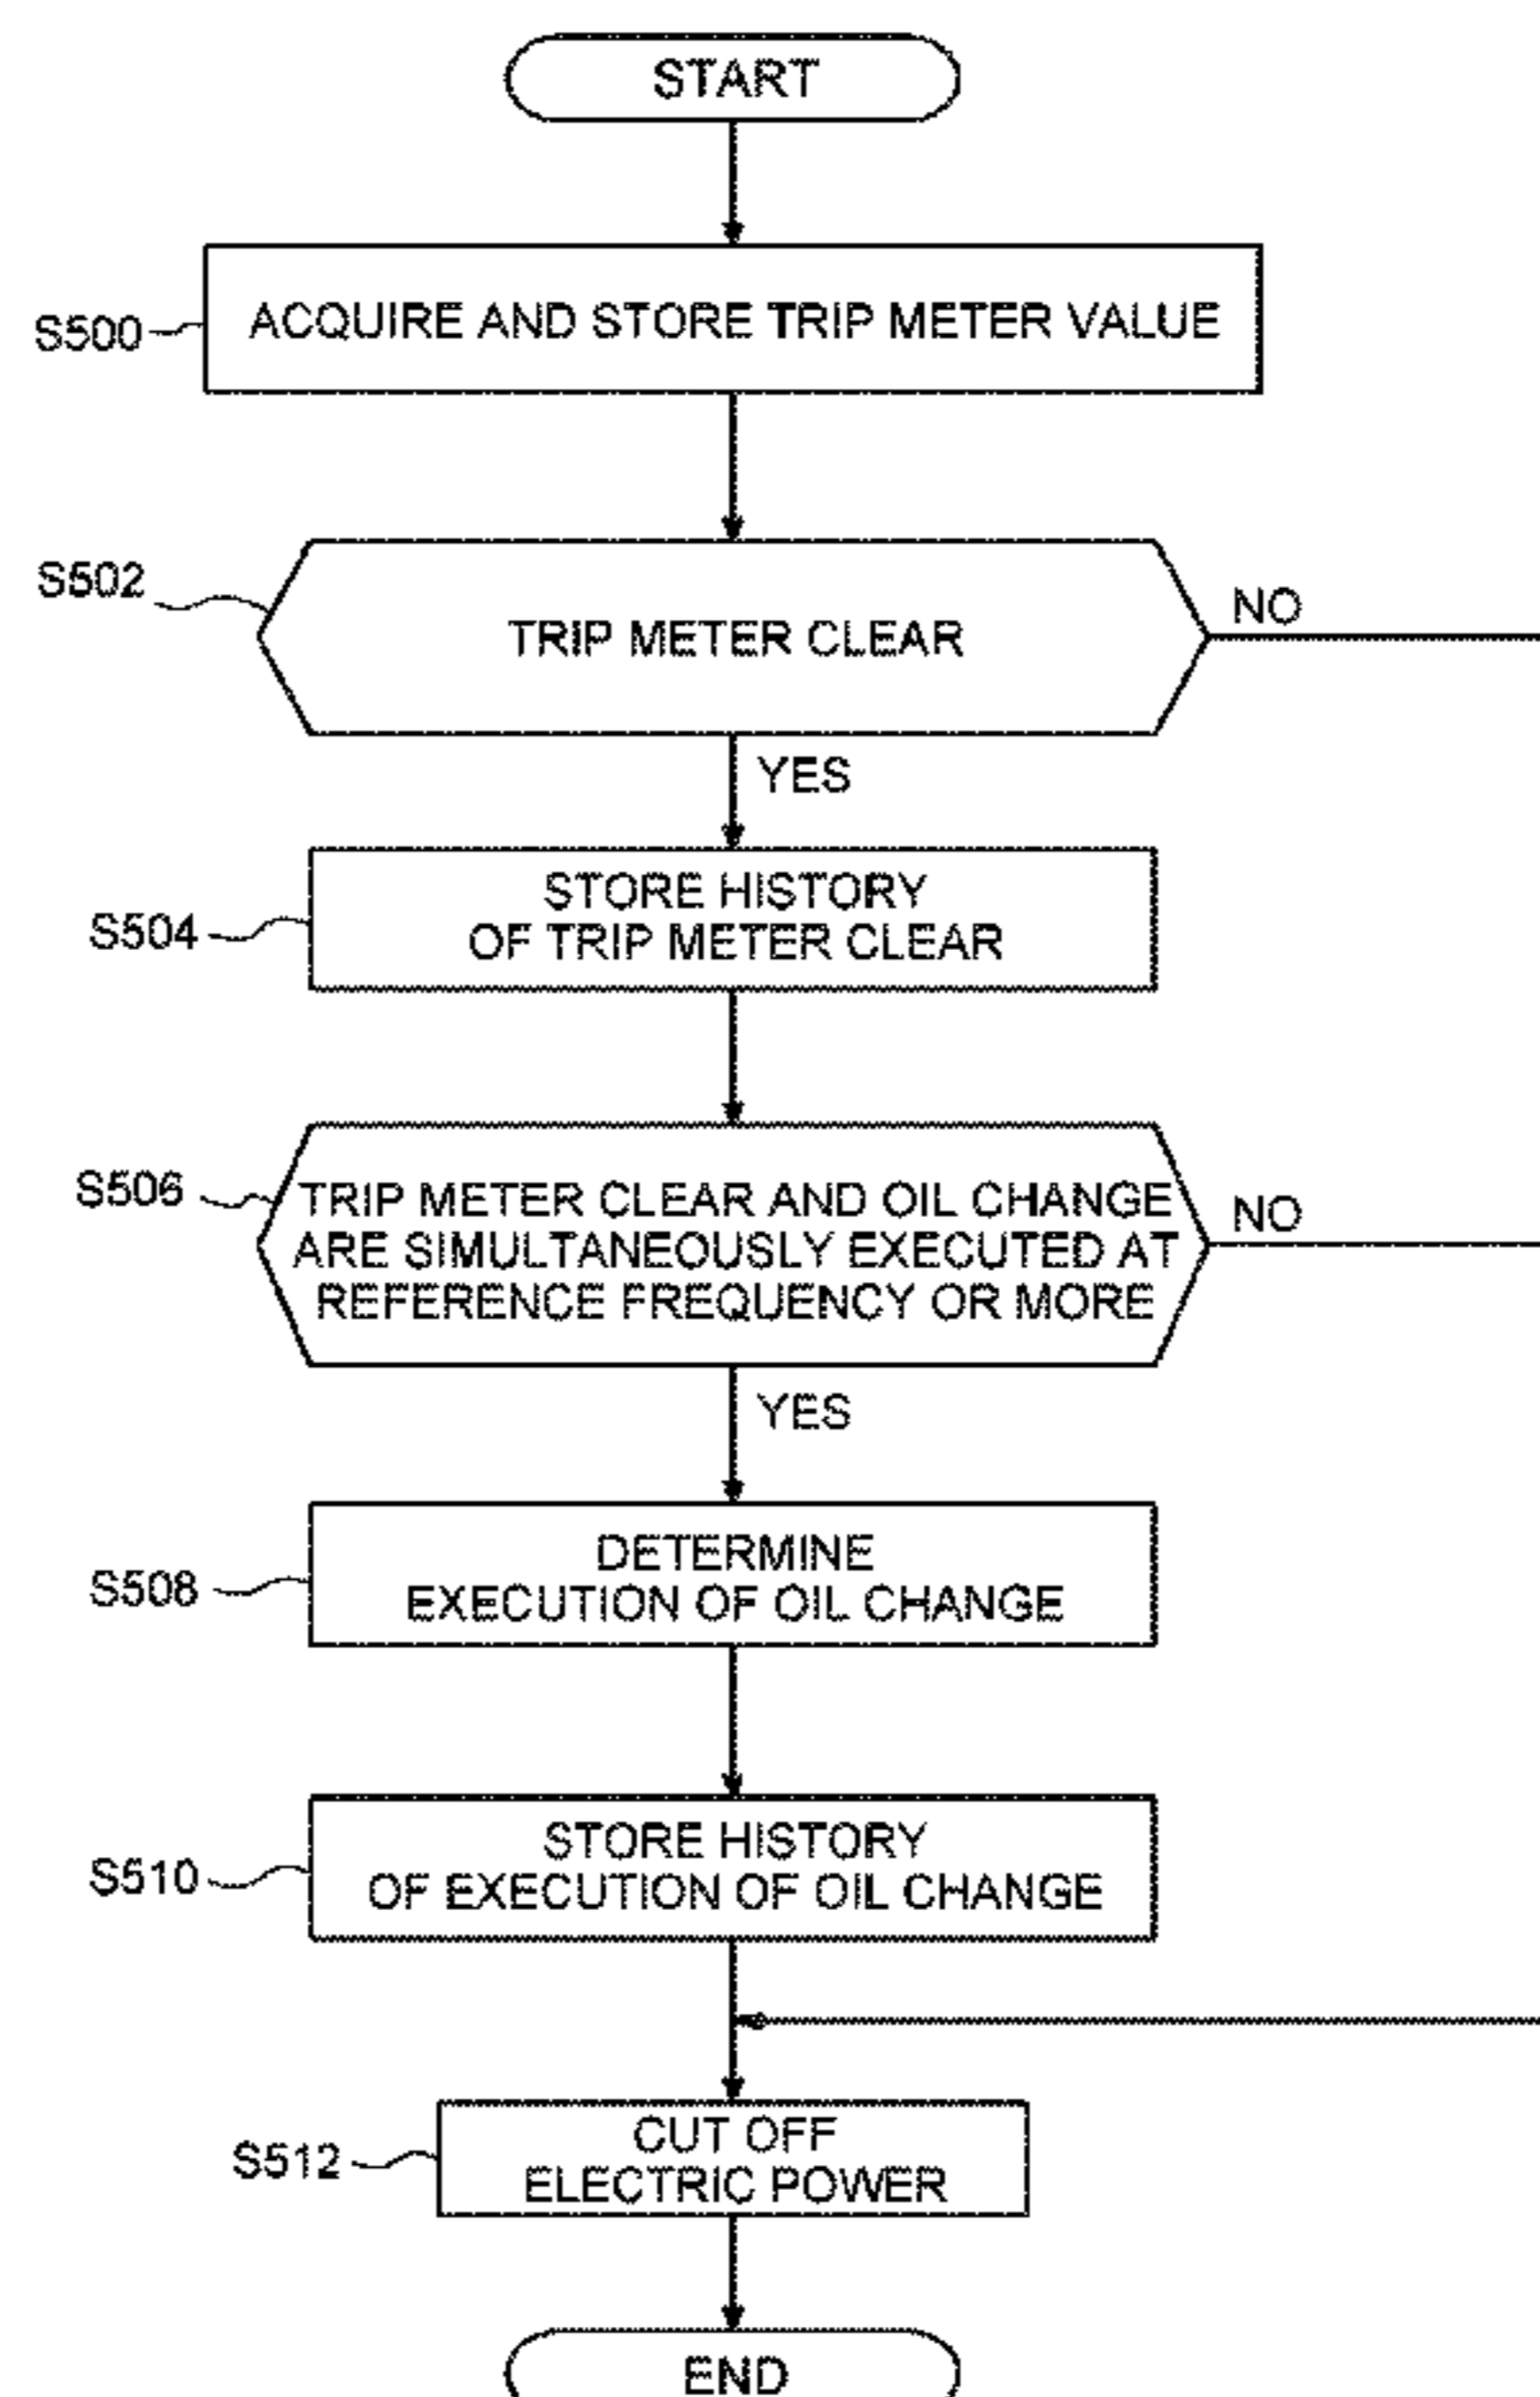 START
S500
ACQUIRE AND STORE TRIP METER VALUE
S502
TRIP METER CLEAR
NO
YES
S504
STORE HISTORY
OF TRIP METER CLEAR
S506
TRIP METER CLEAR AND OIL CHANGE
ARE SIMULTANEOUSLY EXECUTED AT
REFERENCE FREQUENCY OR MORE
NO
YES
S508
DETERMINE
EXECUTION OF OIL CHANGE
S510
STORE HISTORY
OF EXECUTION OF OIL CHANGE
S512
CUT OFF
ELECTRIC POWER
END